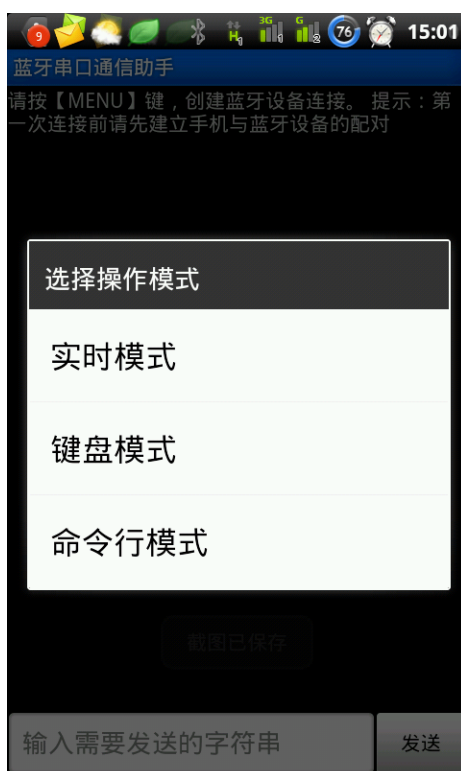 9
3G
G
H
2
76
15:01
蓝牙串口通信助手
请按【MENU】键，创建蓝牙设备连接。 提示：第
一次连接前请先建立手机与蓝牙设备的配对
选择操作模式
实时模式
键盘模式
命令行模式
截图已保存
输入需要发送的字符串
发送